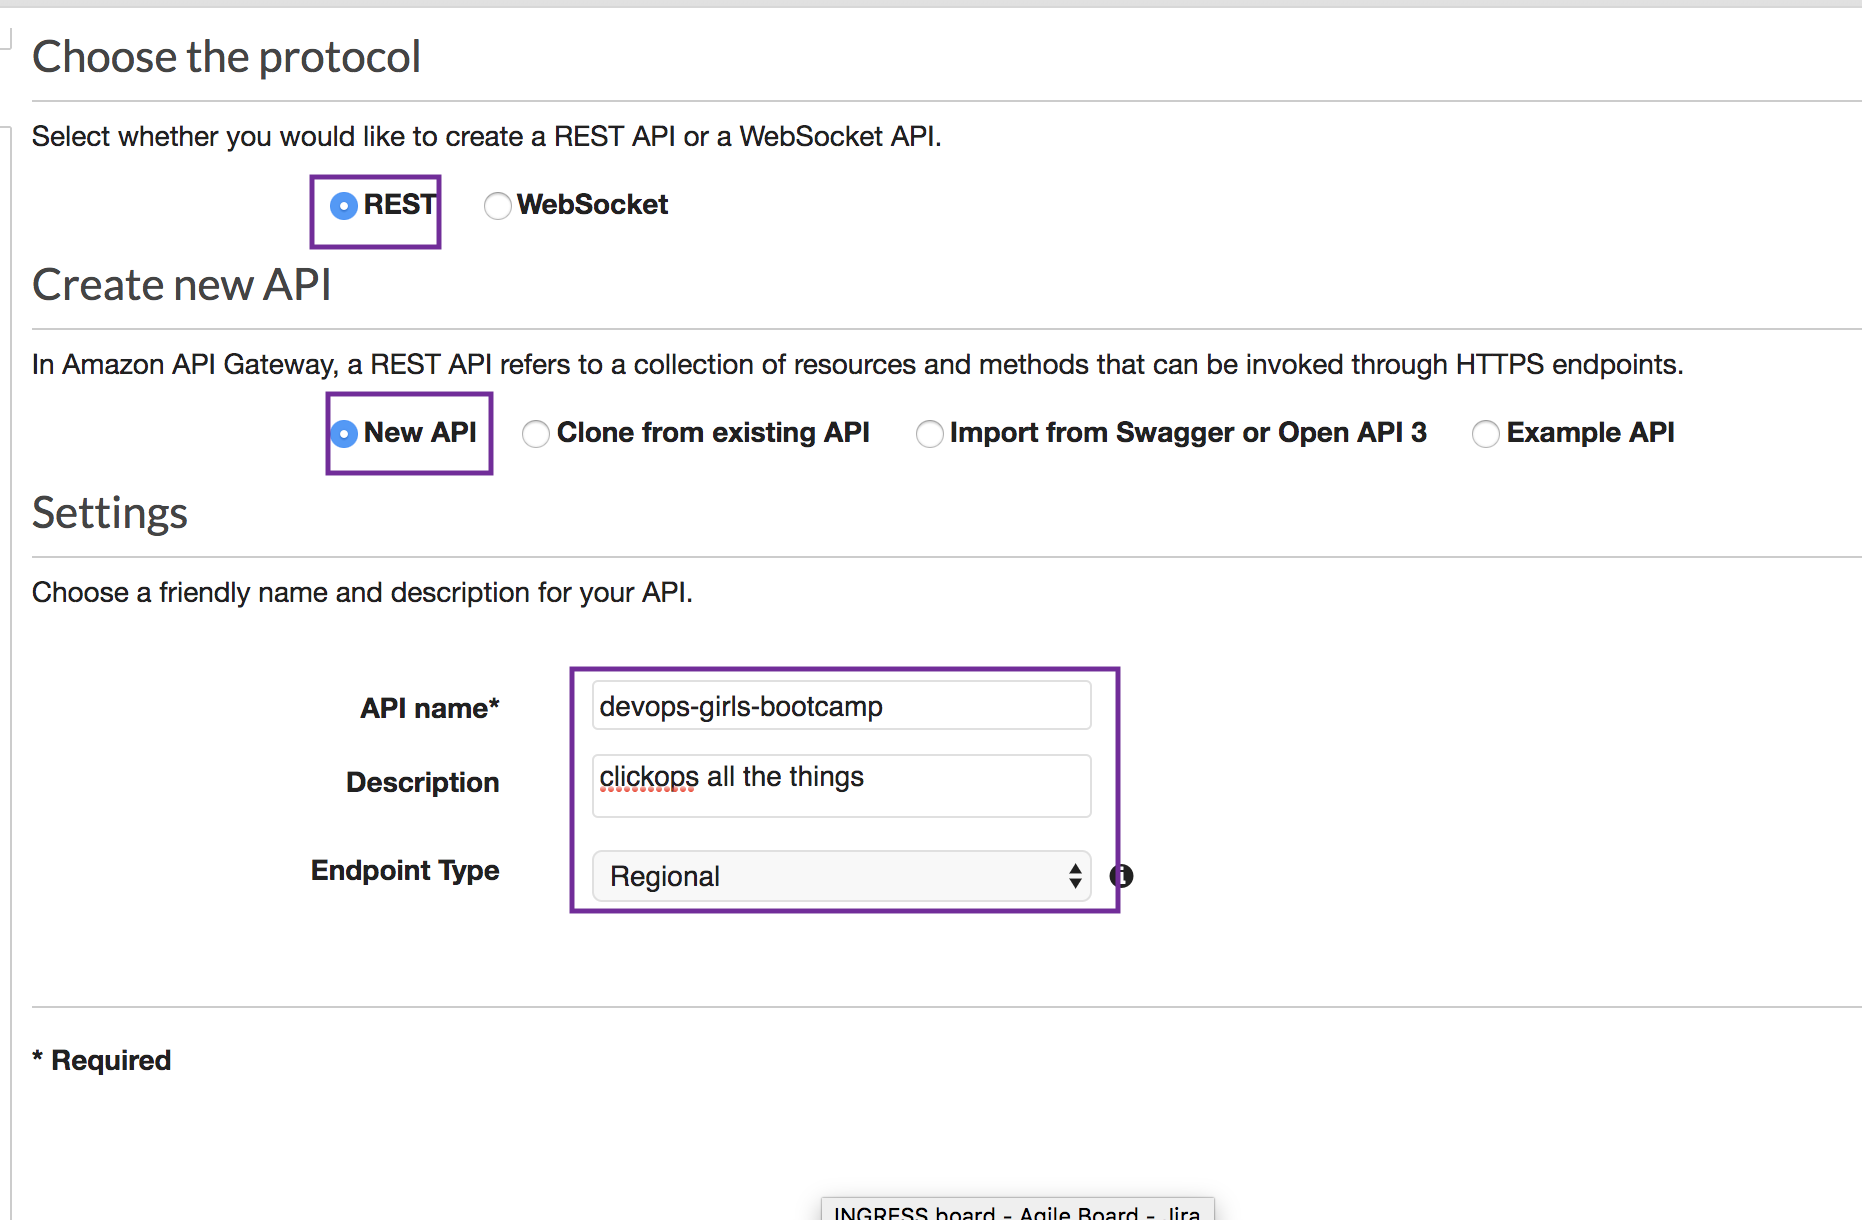 Choose the protocol
Select whether you would like to create a REST API or a WebSocket API.
REST WebSocket
Create new API
In Amazon API Gateway, a REST API refers to a collection of resources and methods that can be invoked through HTTPS endpoints.
New API Clone from existing API Import from Swagger or Open API 3 Example API
Settings
Choose a friendly name and description for your API.
API name* devops-girls-bootcamp
Description clickops all the things
Endpoint Type Regional
* Required
INGRESS board - Agile Board - Jira